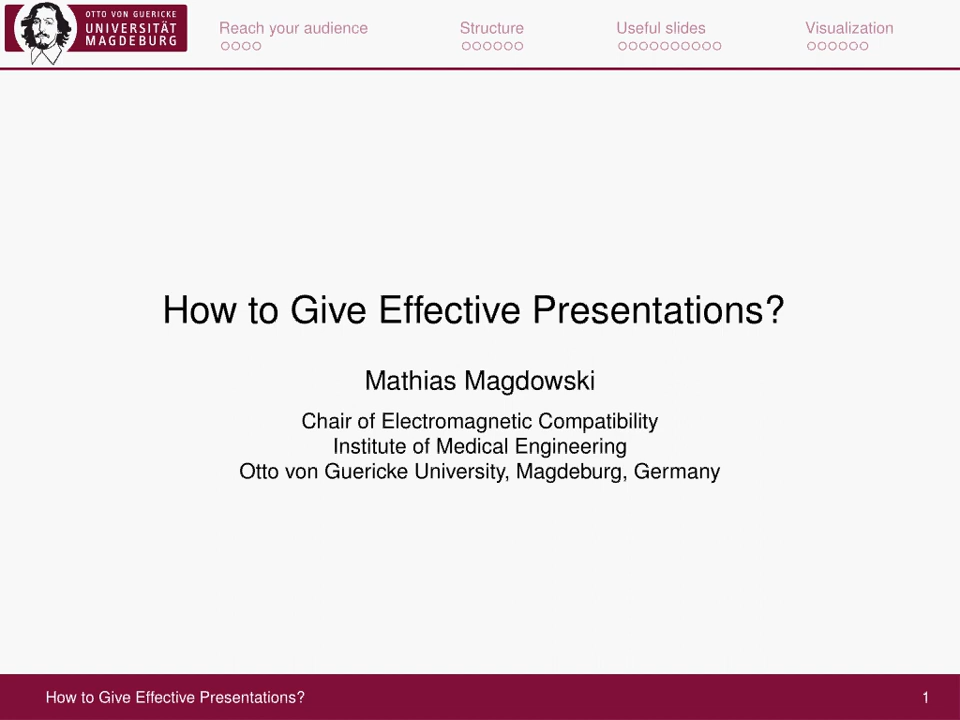 OTTO VON GUERICKE
UNIVERSITÄT
MAGDEBURG
Reach your audience
Structure
Useful slides
Visualization
How to Give Effective Presentations?
Mathias Magdowski
Chair of Electromagnetic Compatibility
Institute of Medical Engineering
Otto von Guericke University, Magdeburg, Germany
How to Give Effective Presentations?
1